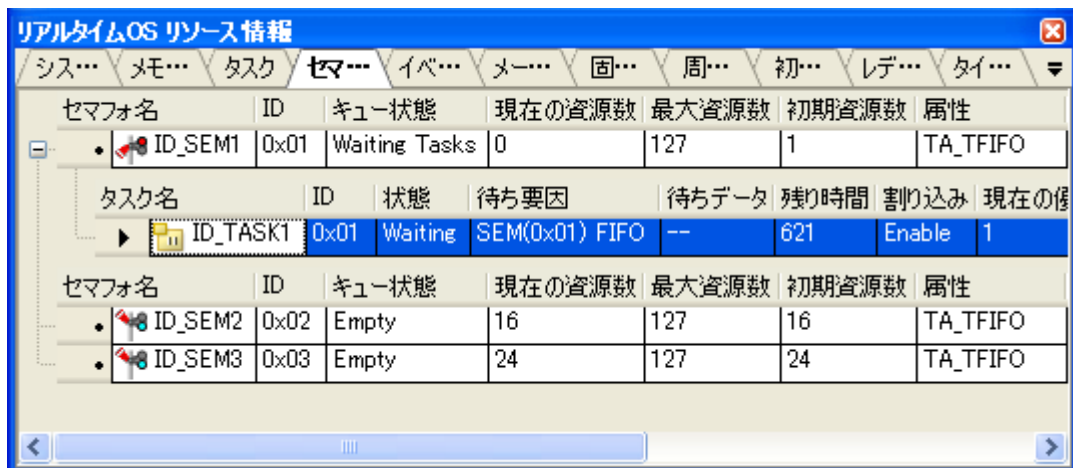 リアルタイムOS リソース情報
シス… メモ… タスク セマ… イベ… メー… 固… 周… 初… レデ… タイ…
セマフォ名 ID キュー状態 現在の資源数 最大資源数 初期資源数 属性
ID_SEM1 0x01 Waiting Tasks 0 127 1 TA_TFIFO
タスク名 ID 状態 待ち要因 待ちデータ 残り時間 割り込み 現在の優
ID_TASK1 0x01 Waiting SEM(0x01) FIFO -- 621 Enable 1
セマフォ名 ID キュー状態 現在の資源数 最大資源数 初期資源数 属性
ID_SEM2 0x02 Empty 16 127 16 TA_TFIFO
ID_SEM3 0x03 Empty 24 127 24 TA_TFIFO